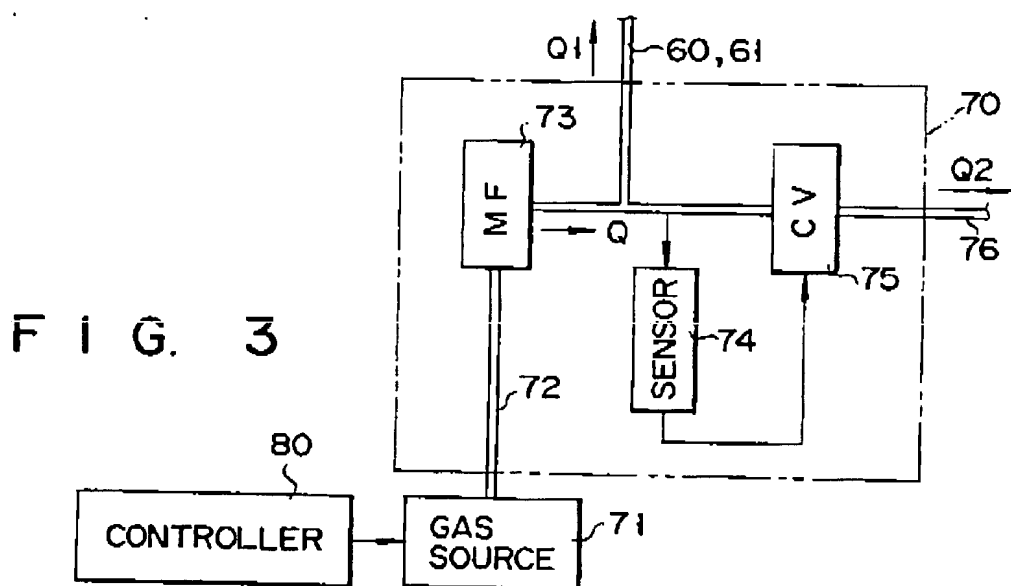 Q1
60, 61
70
73
MF
Q
Q2
CV
76
75
SENSOR
74
FIG. 3
72
80
CONTROLLER
GAS
SOURCE
71